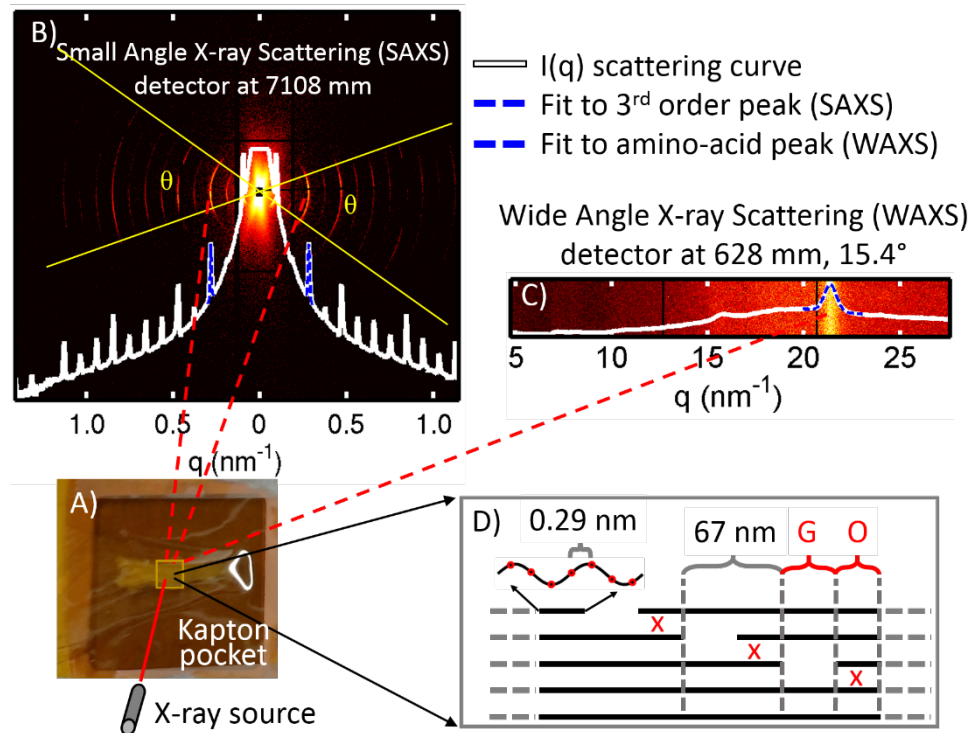 B)
Small Angle X-ray Scattering (SAXS)
detector at 7108 mm
θ
θ
1.0 0.5 0 0.5 1.0
q (nm⁻¹)
I(q) scattering curve
Fit to 3rd order peak (SAXS)
Fit to amino-acid peak (WAXS)
Wide Angle X-ray Scattering (WAXS)
detector at 628 mm, 15.4°
C)
5 10 15 20 25
q (nm⁻¹)
A)
Kapton
pocket
X-ray source
D)
0.29 nm
67 nm
G O
x
x
x